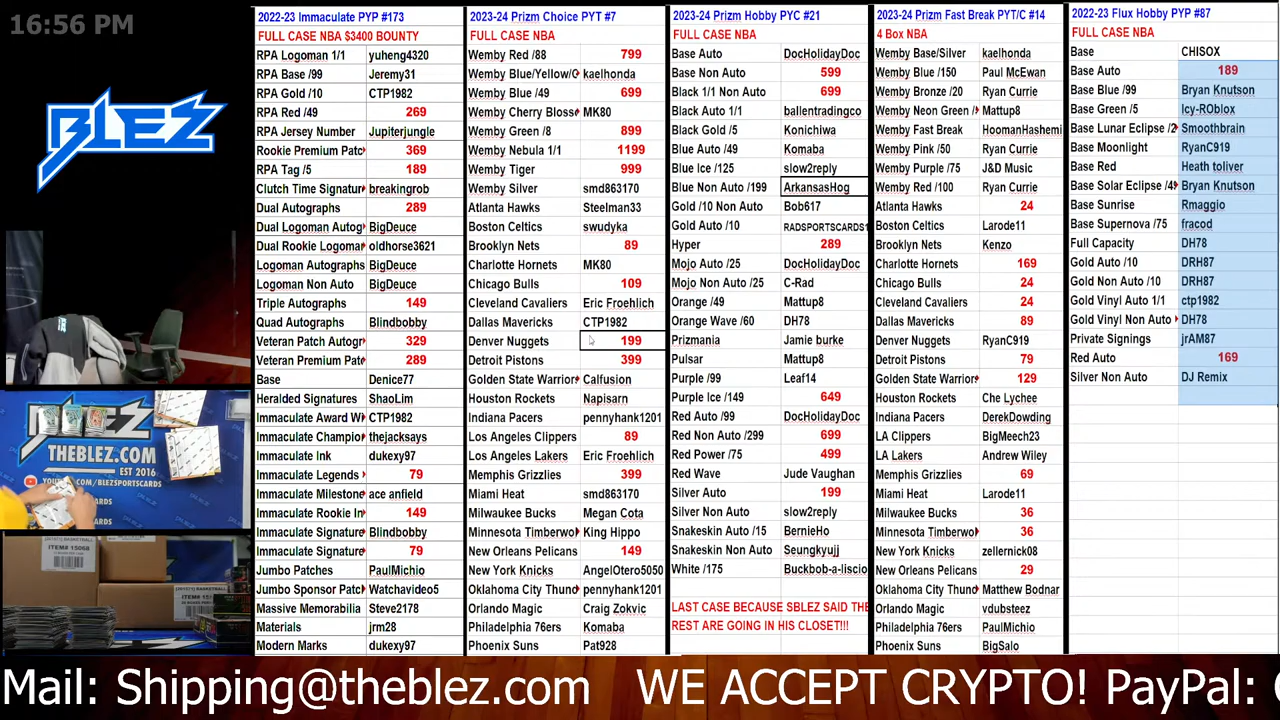 16:56 PM
BLEZ
BLEZ
THEBLEZ.COM
EST 2016
2022-23 Immaculate PYP #173
FULL CASE NBA $3400 BOUNTY
RPA Logoman 1/1 yuheng4320
RPA Base /99 Jeremy31
RPA Gold /10 CTP1982
RPA Red /49 269
RPA Jersey Number Jupiterjungle
Rookie Premium Patc 369
RPA Tag /5 189
Clutch Time Signatur breakingrob
Dual Autographs 289
Dual Logoman Autog BigDeuce
Dual Rookie Logomar oldhorse3621
Logoman Autographs BigDeuce
Logoman Non Auto BigDeuce
Triple Autographs 149
Quad Autographs Blindbobby
Veteran Patch Autogr 329
Veteran Premium Pat 289
Base Denice77
Heralded Signatures ShaoLim
Immaculate Award Wi CTP1982
Immaculate Champio thejacksays
Immaculate Ink dukexy97
Immaculate Legends 79
Immaculate Milestone ace anfield
Immaculate Rookie In 149
Immaculate Signature Blindbobby
Immaculate Signature 79
Jumbo Patches PaulMichio
Jumbo Sponsor Patc Watchavideo5
Massive Memorabilia Steve2178
Materials jrm28
Modern Marks dukexy97
2023-24 Prizm Choice PYT #7
FULL CASE NBA
Wemby Red /88 799
Wemby Blue/Yellow/G kaelhonda
Wemby Blue /49 699
Wemby Cherry Blosso MK80
Wemby Green /8 899
Wemby Nebula 1/1 1199
Wemby Tiger 999
Wemby Silver smd863170
Atlanta Hawks Steelman33
Boston Celtics swudyka
Brooklyn Nets 89
Charlotte Hornets MK80
Chicago Bulls 109
Cleveland Cavaliers Eric Froehlich
Dallas Mavericks CTP1982
Denver Nuggets 199
Detroit Pistons 399
Golden State Warrior Calfusion
Houston Rockets Napisarn
Indiana Pacers pennyhank1201
Los Angeles Clippers 89
Los Angeles Lakers Eric Froehlich
Memphis Grizzlies 399
Miami Heat smd863170
Milwaukee Bucks Megan Cota
Minnesota Timberwo King Hippo
New Orleans Pelicans 149
New York Knicks AngelOtero5050
Oklahoma City Thund pennyhank1201
Orlando Magic Craig Zokvic
Philadelphia 76ers Komaba
Phoenix Suns Pat928
2023-24 Prizm Hobby PYC #21
FULL CASE NBA
Base Auto DocHolidayDoc
Base Non Auto 599
Black 1/1 Non Auto 699
Black Auto 1/1 ballentradingco
Black Gold /5 Konichiwa
Blue Auto /49 Komaba
Blue Ice /125 slow2reply
Blue Non Auto /199 ArkansasHog
Gold /10 Non Auto Bob617
Gold Auto /10 RADSPORTSCARDS1
Hyper 289
Mojo Auto /25 DocHolidayDoc
Mojo Non Auto /25 C-Rad
Orange /49 Mattup8
Orange Wave /60 DH78
Prizmania Jamie burke
Pulsar Mattup8
Purple /99 Leaf14
Purple Ice /149 649
Red Auto /99 DocHolidayDoc
Red Non Auto /299 699
Red Power /75 499
Red Wave Jude Vaughan
Silver Auto 199
Silver Non Auto slow2reply
Snakeskin Auto /15 BernieHo
Snakeskin Non Auto Seungkyujj
White /175 Buckbob-a-liscio
LAST CASE BECAUSE SBLEZ SAID THE
REST ARE GOING IN HIS CLOSET!!!
2023-24 Prizm Fast Break PYT/C #14
4 Box NBA
Wemby Base/Silver kaelhonda
Wemby Blue /150 Paul McEwan
Wemby Bronze /20 Ryan Currie
Wemby Neon Green / Mattup8
Wemby Fast Break HoomanHashemi
Wemby Pink /50 Ryan Currie
Wemby Purple /75 J&D Music
Wemby Red /100 Ryan Currie
Atlanta Hawks 24
Boston Celtics Larode11
Brooklyn Nets Kenzo
Charlotte Hornets 169
Chicago Bulls 24
Cleveland Cavaliers 24
Dallas Mavericks 89
Denver Nuggets RyanC919
Detroit Pistons 79
Golden State Warrior 129
Houston Rockets Che Lychee
Indiana Pacers DerekDowding
LA Clippers BigMeech23
LA Lakers Andrew Wiley
Memphis Grizzlies 69
Miami Heat Larode11
Milwaukee Bucks 36
Minnesota Timberwo 36
New York Knicks zellernick08
New Orleans Pelicans 29
Oklahoma City Thund Matthew Bodnar
Orlando Magic vdubsteez
Philadelphia 76ers PaulMichio
Phoenix Suns BigSalo
2022-23 Flux Hobby PYP #87
FULL CASE NBA
Base CHISOX
Base Auto 189
Base Blue /99 Bryan Knutson
Base Green /5 Icy-ROblox
Base Lunar Eclipse /2 Smoothbrain
Base Moonlight RyanC919
Base Red Heath toliver
Base Solar Eclipse /4 Bryan Knutson
Base Sunrise Rmaggio
Base Supernova /75 fracod
Full Capacity DH78
Gold Auto /10 DRH87
Gold Non Auto /10 DRH87
Gold Vinyl Auto 1/1 ctp1982
Gold Vinyl Non Auto DH78
Private Signings jrAM87
Red Auto 169
Silver Non Auto DJ Remix
Mail: Shipping@theblez.com WE ACCEPT CRYPTO! PayPal: